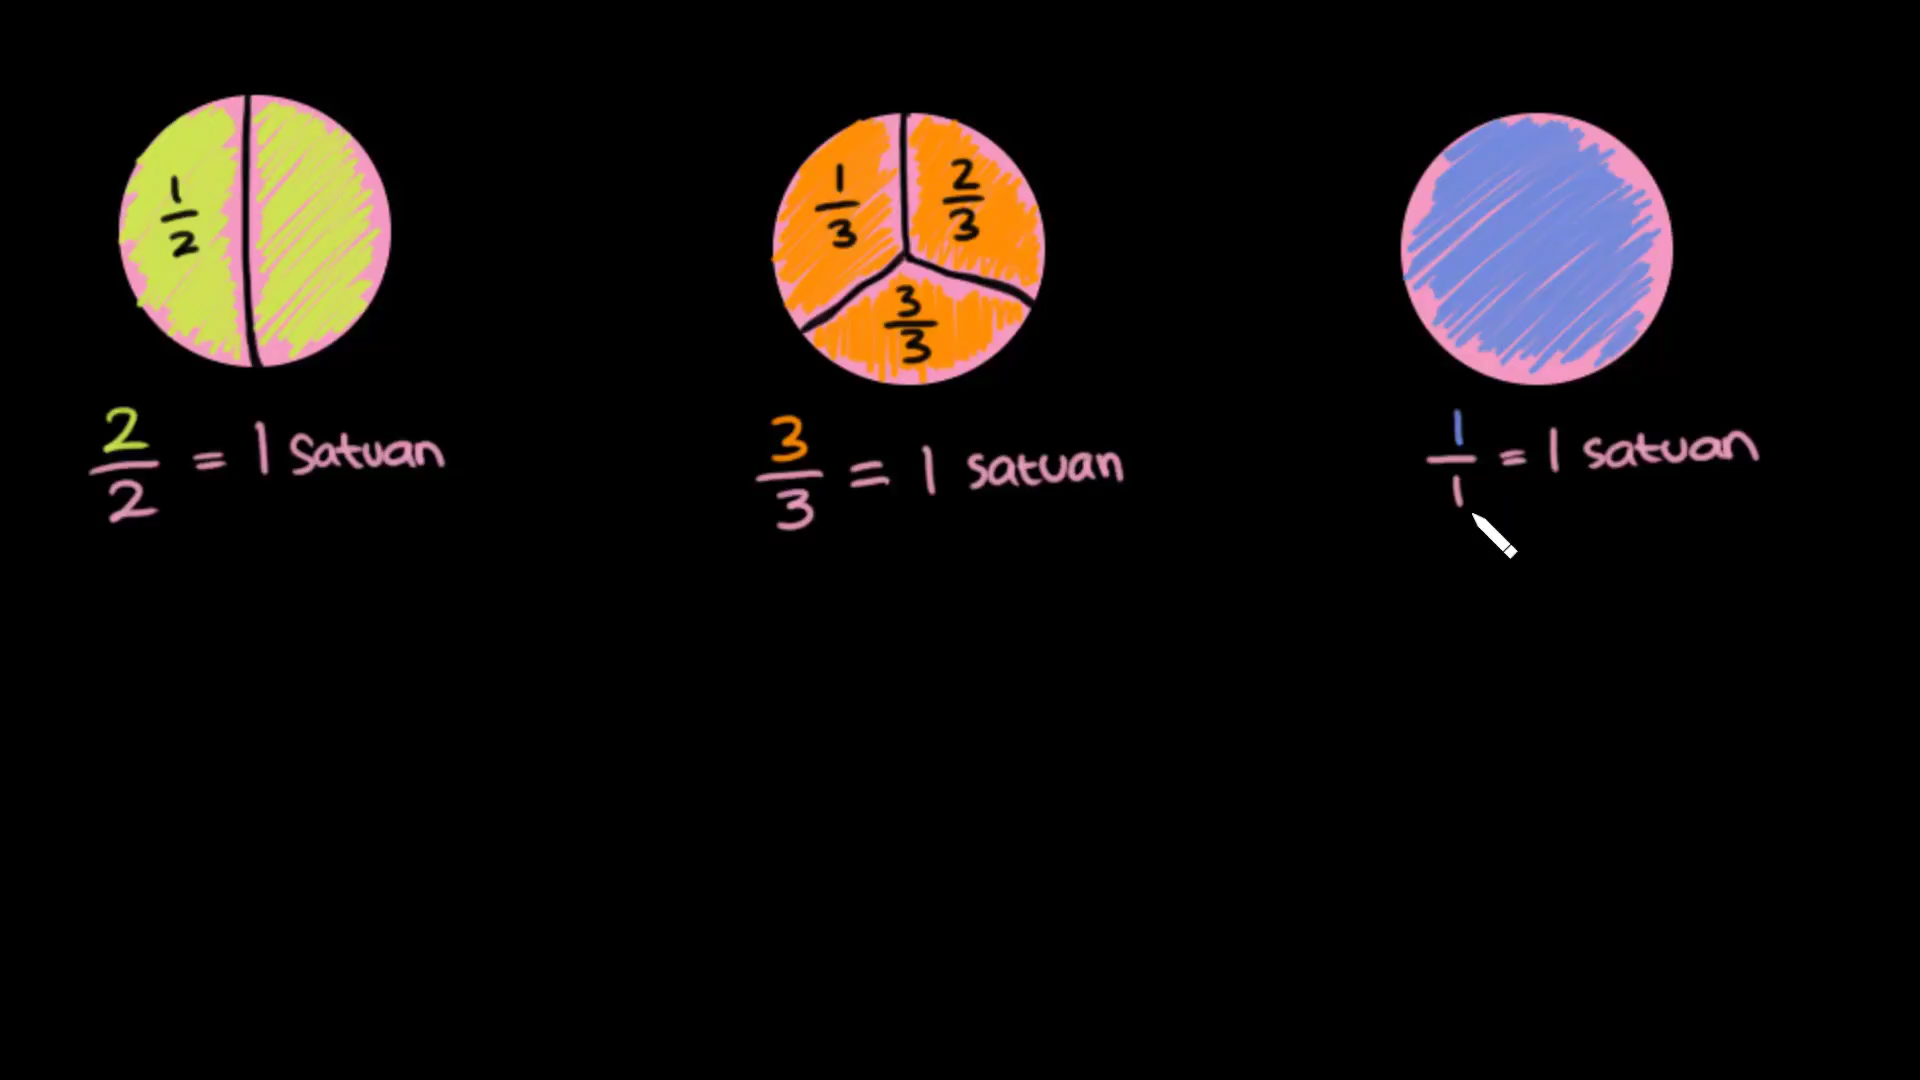 1/2
1/3
2/3
3/3
2/2 = 1 Satuan
3/3 = 1 satuan
1/1 = 1 satuan